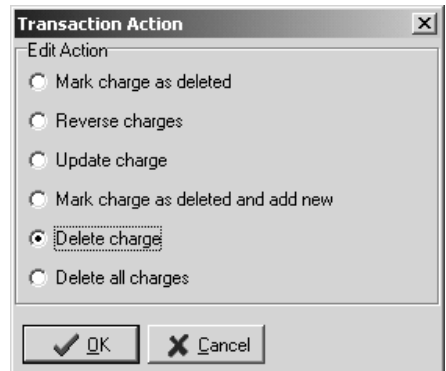 Transaction Action
Edit Action
Mark charge as deleted
Reverse charges
Update charge
Mark charge as deleted and add new
Delete charge
Delete all charges
OK Cancel